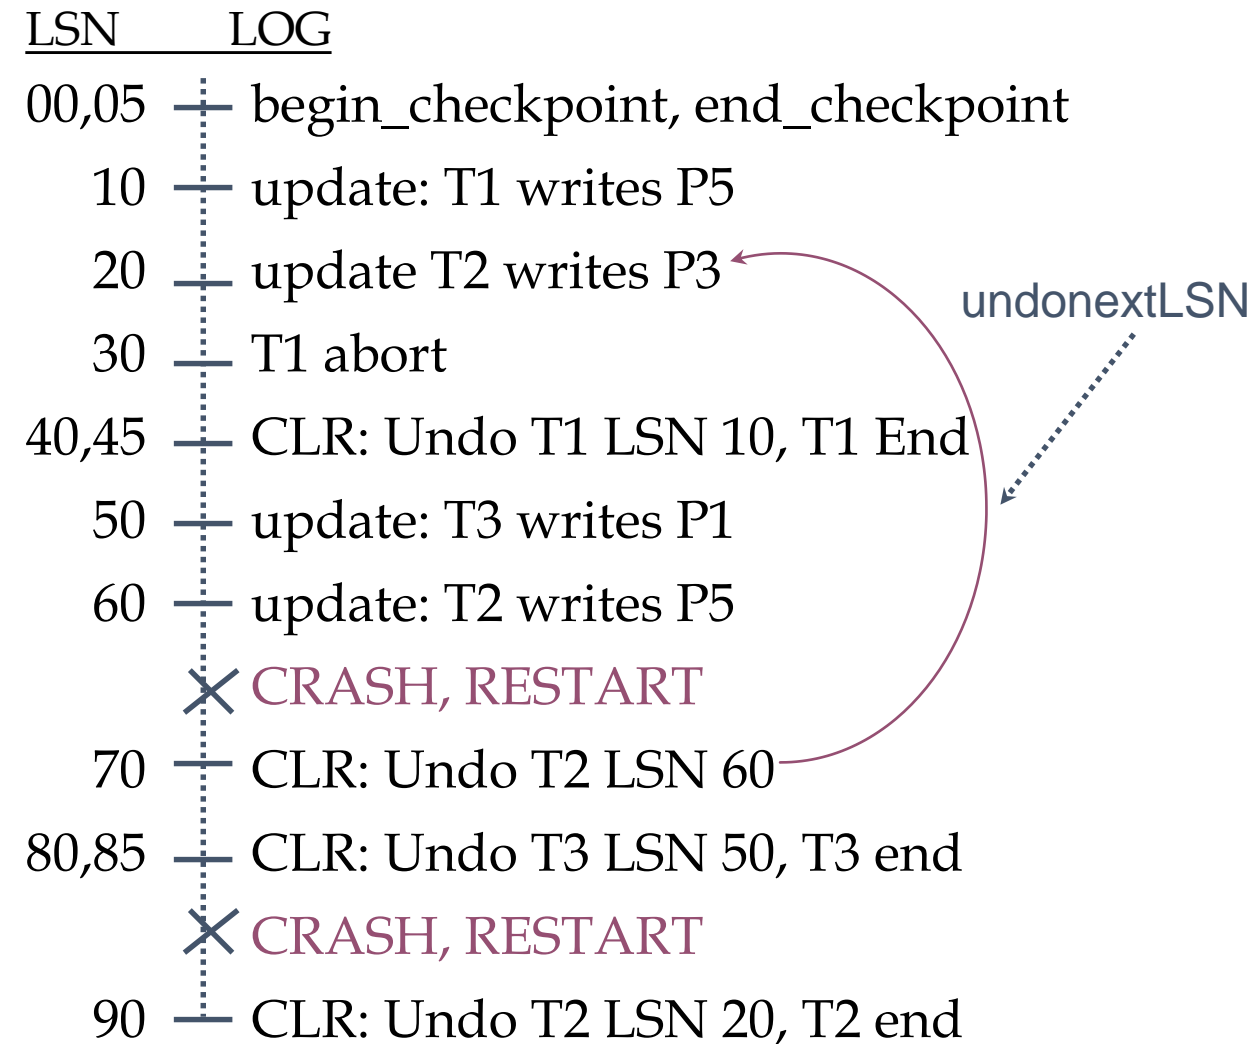 LSN LOG
00,05 begin_checkpoint, end_checkpoint
10 update: T1 writes P5
20 update T2 writes P3
undonextLSN
30 T1 abort
40,45 CLR: Undo T1 LSN 10, T1 End
50 update: T3 writes P1
60 update: T2 writes P5
CRASH, RESTART
70 CLR: Undo T2 LSN 60
80,85 CLR: Undo T3 LSN 50, T3 end
CRASH, RESTART
90 CLR: Undo T2 LSN 20, T2 end